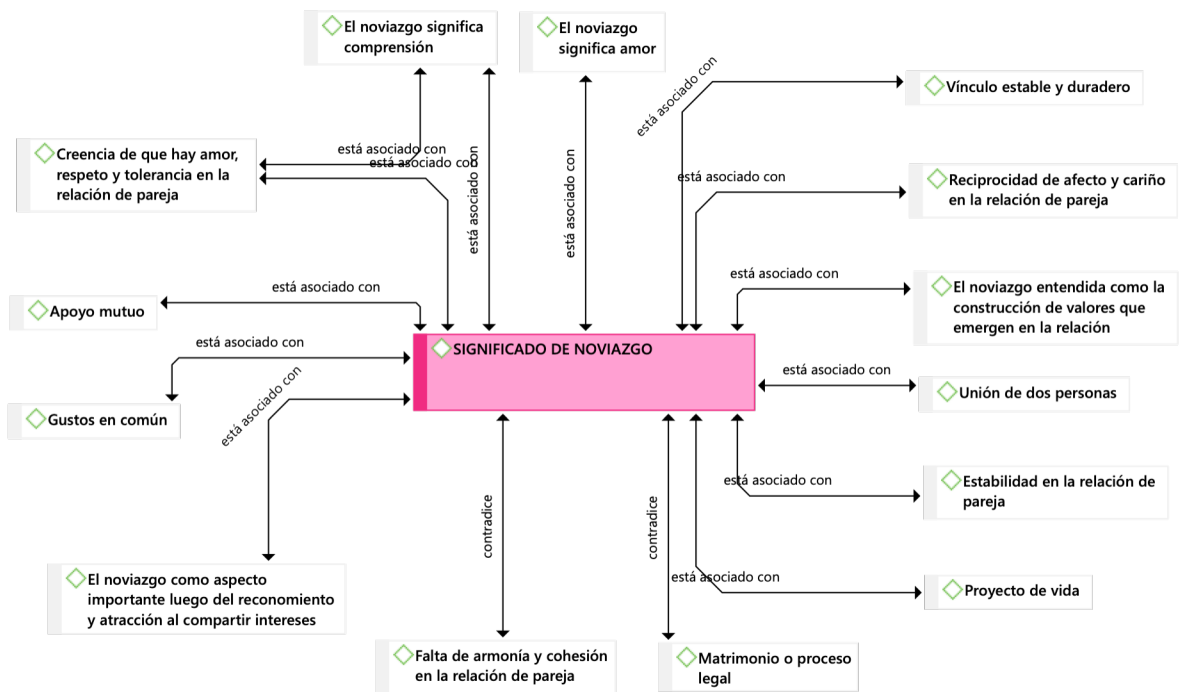 El noviazgo significa
comprensión
El noviazgo
significa amor
está asociado con
Vínculo estable y duradero
Creencia de que hay amor,
respeto y tolerancia en la
relación de pareja
está asociado con
está asociado con
está asociado con
está asociado con
está asociado con
Reciprocidad de afecto y cariño
en la relación de pareja
está asociado con
El noviazgo entendida como la
construcción de valores que
emergen en la relación
está asociado con
Apoyo mutuo
está asociado con
SIGNIFICADO DE NOVIAZGO
está asociado con
Unión de dos personas
Gustos en común
está asociado con
está asociado con
Estabilidad en la relación de
pareja
contradice
contradice
está asociado con
Proyecto de vida
El noviazgo como aspecto
importante luego del reconomiento
y atracción al compartir intereses
Falta de armonía y cohesión
en la relación de pareja
Matrimonio o proceso
legal